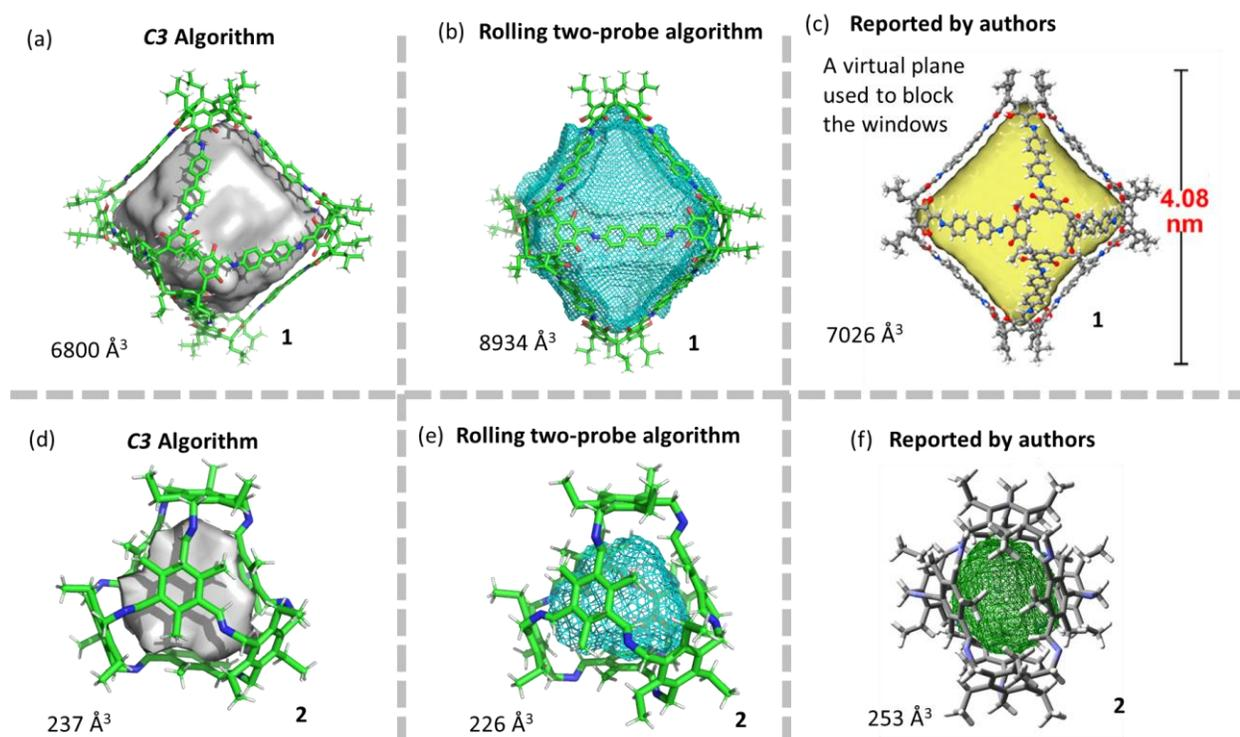 (a)
C3 Algorithm
6800 Å³
1
(b) Rolling two-probe algorithm
8934 Å³
1
(c) Reported by authors
A virtual plane
used to block
the windows
4.08
nm
7026 Å³
1
(d)
C3 Algorithm
237 Å³
2
(e) Rolling two-probe algorithm
226 Å³
2
(f) Reported by authors
253 Å³
2